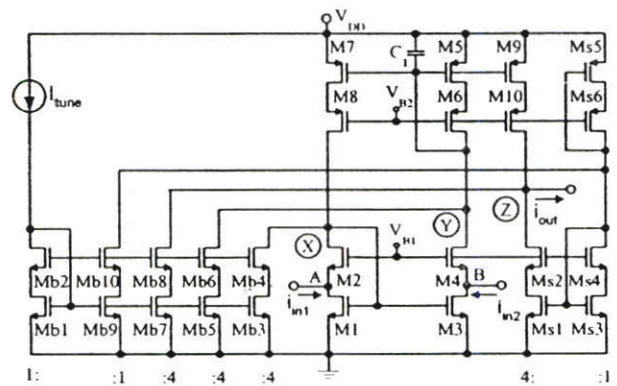 V_DD
M7
C_1
M5
M9
Ms5
I_tune
M8
V_B2
M6
M10
Ms6
X
Y
Z
i_out
V_B1
Mb2
Mb10
Mb8
Mb6
Mb4
A
M2
M4
B
Ms2
Ms4
i_in1
i_in2
Mb1
Mb9
Mb7
Mb5
Mb3
M1
M3
Ms1
Ms3
1: :1 :4 :4 :4 4: :1